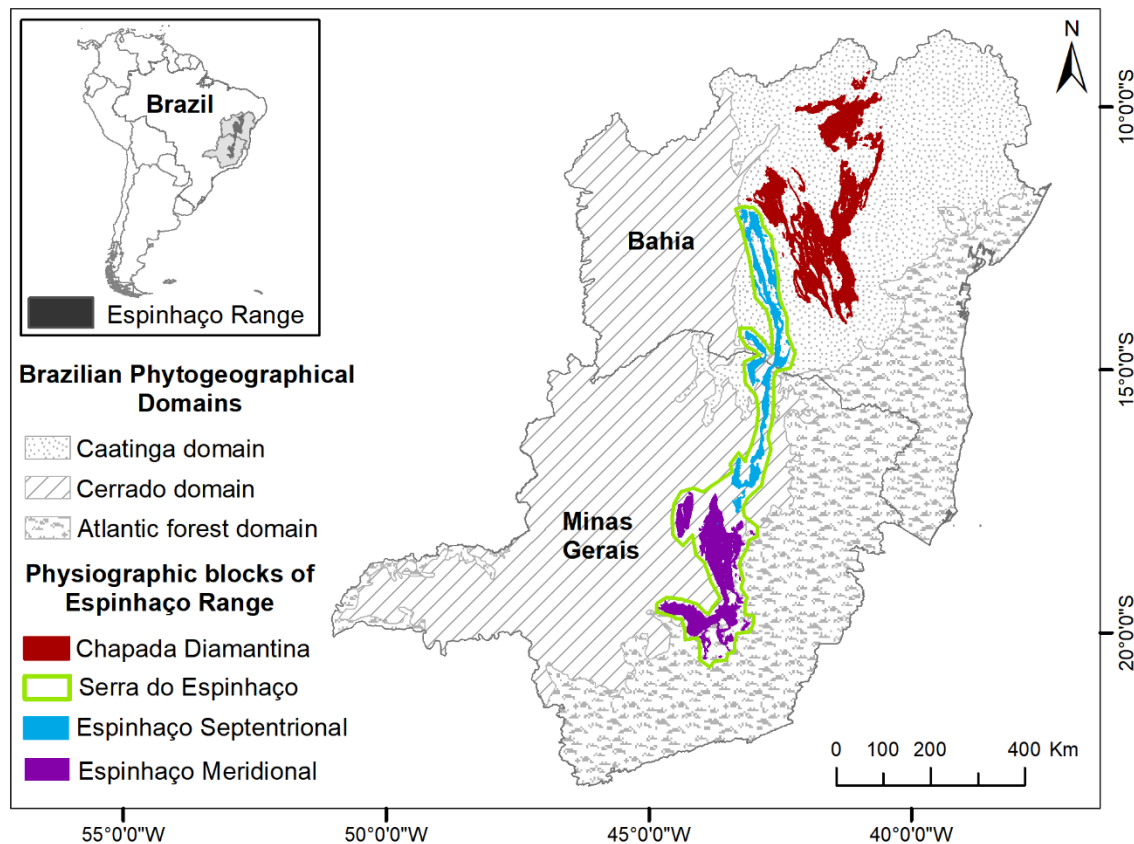 Brazil
Espinhaço Range
Brazilian Phytogeographical
Domains
Caatinga domain
Cerrado domain
Atlantic forest domain
Physiographic blocks of
Espinhaço Range
Chapada Diamantina
Serra do Espinhaço
Espinhaço Septentrional
Espinhaço Meridional
Bahia
Minas
Gerais
N
0 100 200 400 Km
10°0'0"S
15°0'0"S
20°0'0"S
55°0'0"W 50°0'0"W 45°0'0"W 40°0'0"W